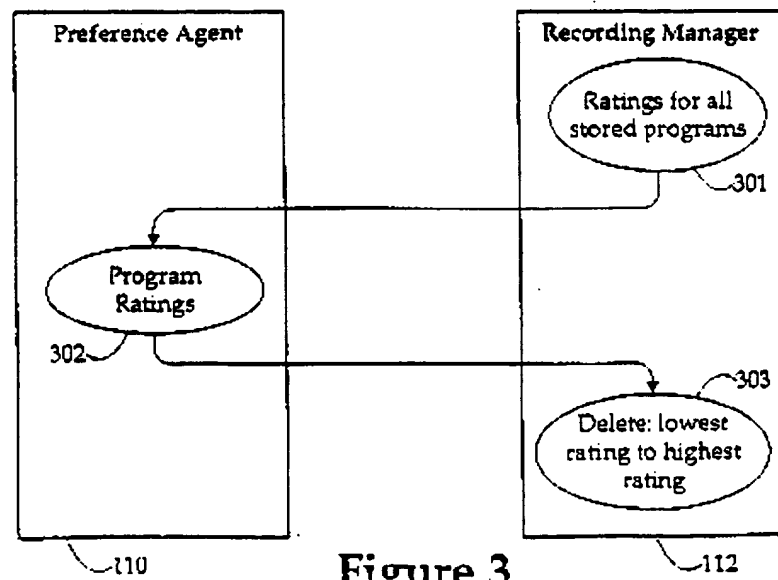 Preference Agent
Recording Manager
Ratings for all
stored programs
301
Program
Ratings
302
303
Delete: lowest
rating to highest
rating
110
112
Figure 3